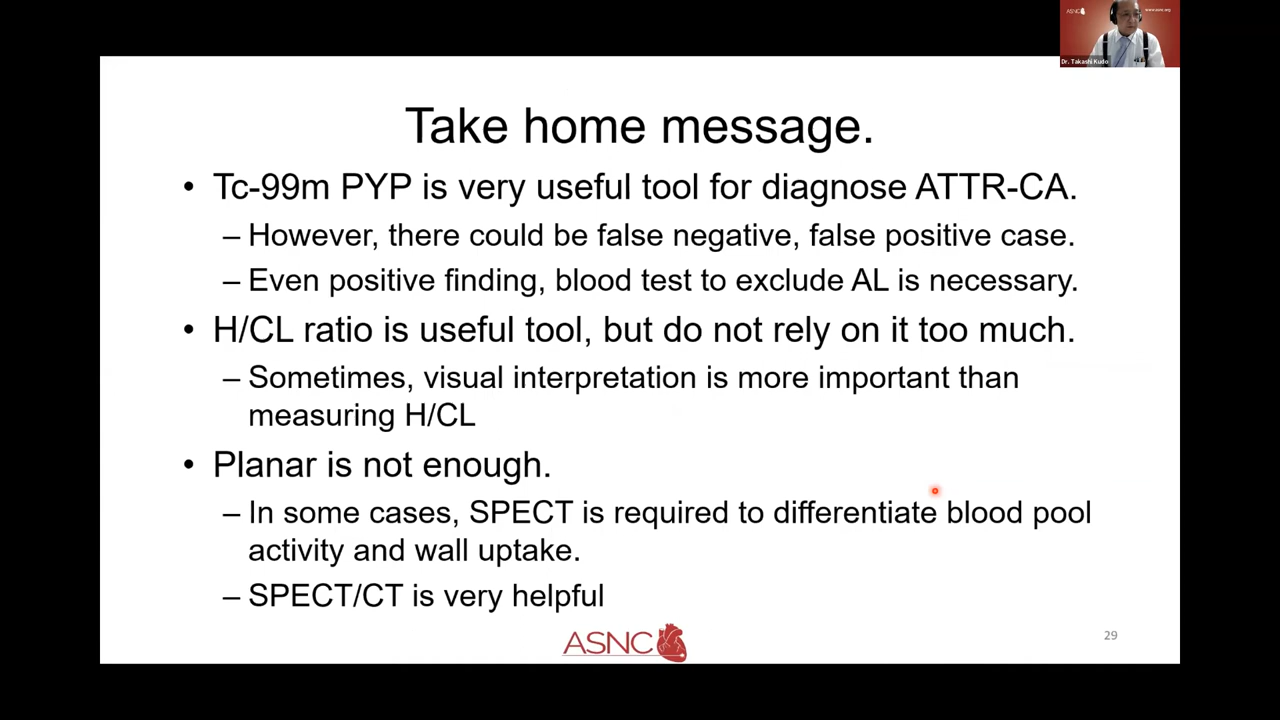 ASNC
www.asnc.org
Dr. Takashi Kudo
Take home message.
• Tc-99m PYP is very useful tool for diagnose ATTR-CA.
– However, there could be false negative, false positive case.
– Even positive finding, blood test to exclude AL is necessary.
• H/CL ratio is useful tool, but do not rely on it too much.
– Sometimes, visual interpretation is more important than
measuring H/CL
• Planar is not enough.
– In some cases, SPECT is required to differentiate blood pool
activity and wall uptake.
– SPECT/CT is very helpful
ASNC
29